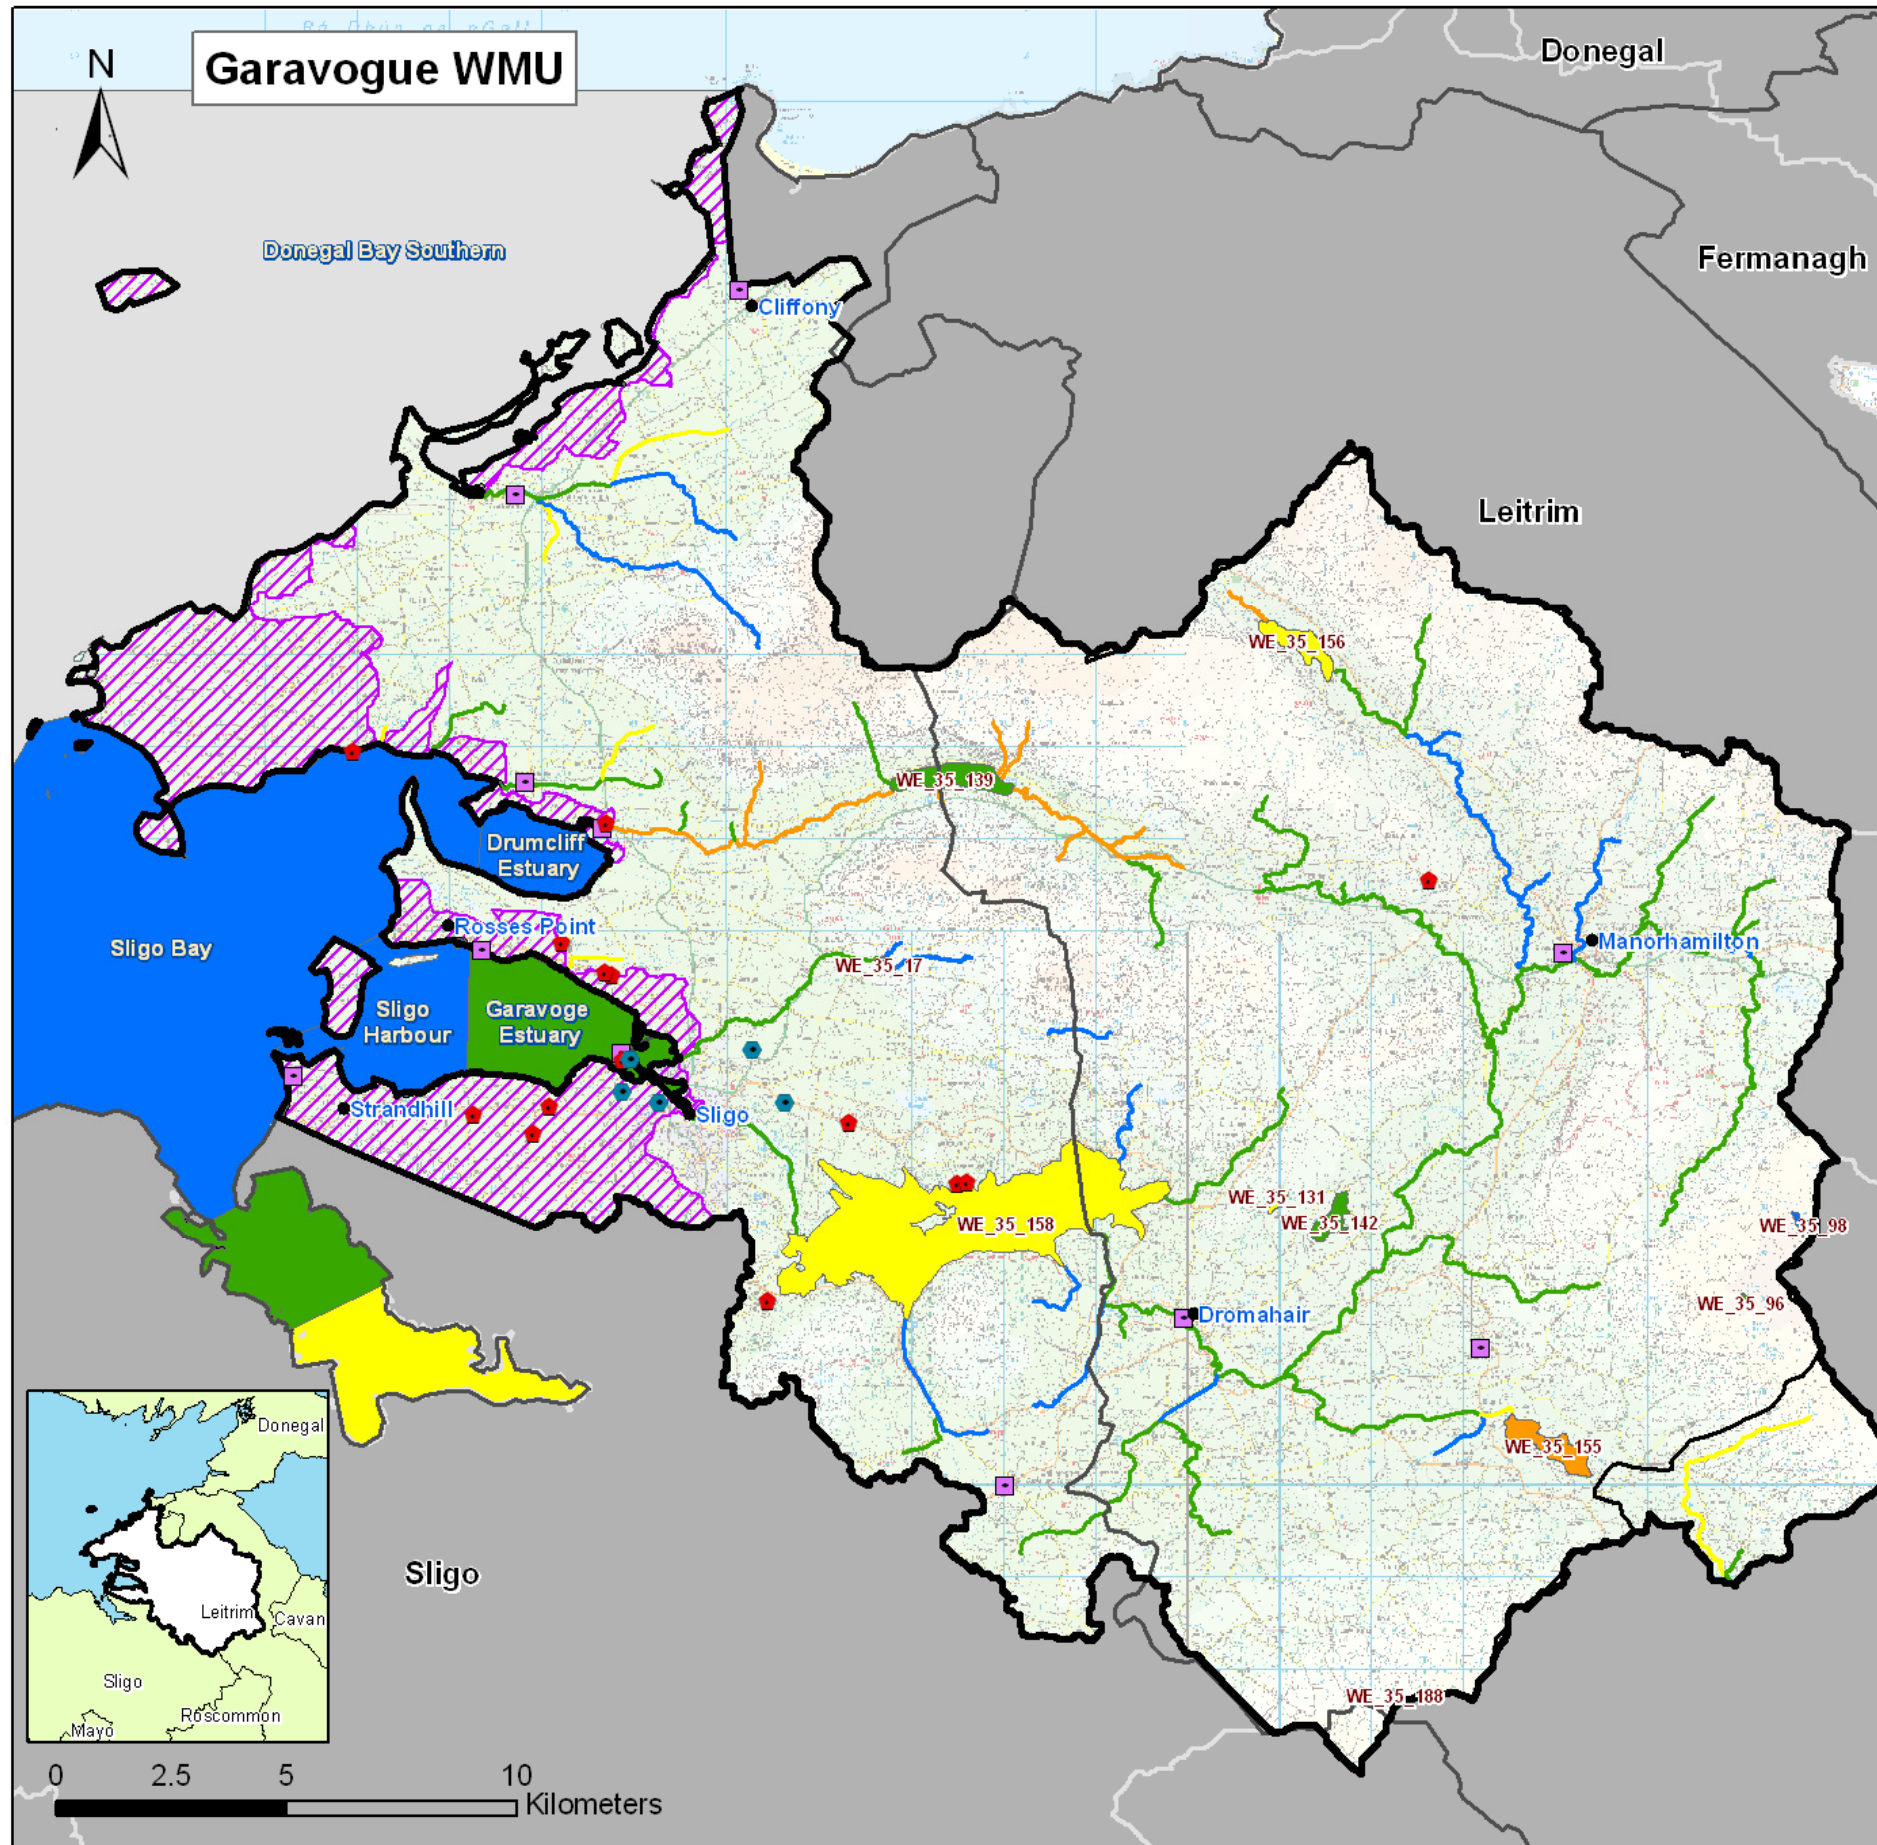 Garavogue WMU
N
Donegal
Fermanagh
Donegal Bay Southern
Cliffony
Leitrim
WE_35_156
WE_35_139
Drumcliff
Estuary
Rosses Point
Manorhamilton
Sligo Bay
WE_35_17
Sligo
Harbour
Garavoge
Estuary
Strandhill
Sligo
WE_35_131
WE_35_142
WE_35_158
WE_35_98
WE_35_96
Dromahair
WE_35_155
Sligo
WE_35_188
Donegal
Leitrim
Cavan
Sligo
Roscommon
Mayo
0 2.5 5 10
Kilometers